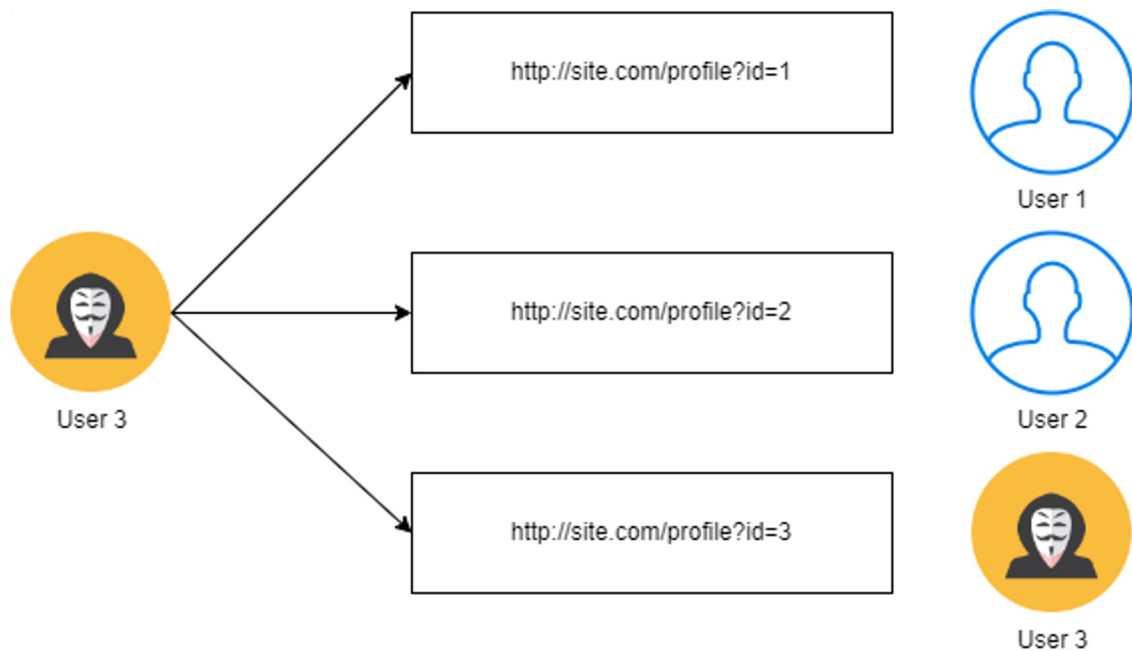 http://site.com/profile?id=1
User 1
http://site.com/profile?id=2
User 3
User 2
http://site.com/profile?id=3
User 3